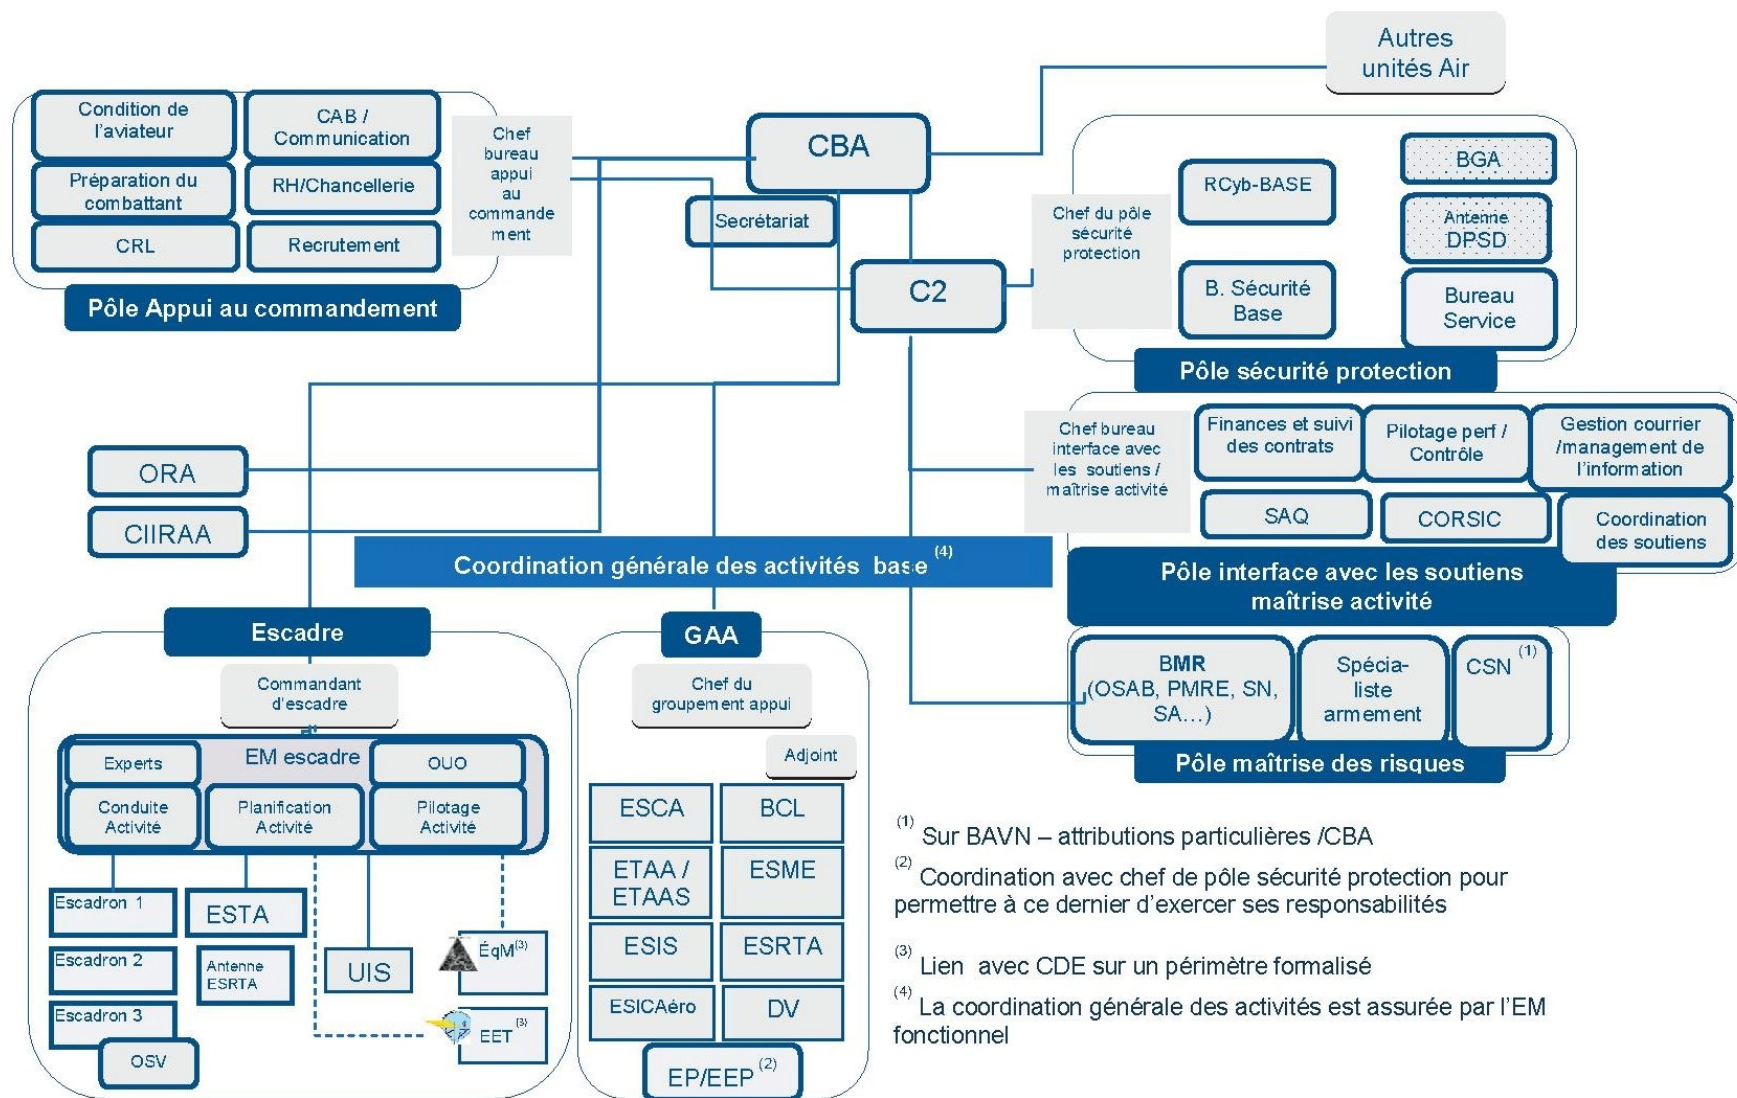 Autres
unités Air
Condition de
l'aviateur
CAB /
Communication
Préparation du
combattant
RH/Chancellerie
CRL
Recrutement
Chef
bureau
appui
au
commande
ment
Pôle Appui au commandement
CBA
Secrétariat
C2
Chef du pôle
sécurité
protection
RCyb-BASE
BGA
Antenne
DPSD
B. Sécurité
Base
Bureau
Service
Pôle sécurité protection
ORA
CIIRAA
Chef bureau
interface avec
les soutiens /
maîtrise activité
Finances et suivi
des contrats
Pilotage perf /
Contrôle
Gestion courrier
/management de
l'information
SAQ
CORSIC
Coordination
des soutiens
Pôle interface avec les soutiens
maîtrise activité
Coordination générale des activités base (4)
Escadre
Commandant
d'escadre
EM escadre
Experts
OUO
Conduite
Activité
Planification
Activité
Pilotage
Activité
Escadron 1
Escadron 2
Escadron 3
OSV
ESTA
Antenne
ESRTA
UIS
ÉqM(3)
EET (3)
GAA
Chef du
groupement appui
Adjoint
ESCA
BCL
ETAA /
ETAAS
ESME
ESIS
ESRTA
ESICAéro
DV
EP/EEP (2)
BMR
(OSAB, PMRE, SN,
SA…)
Spécia-
liste
armement
CSN (1)
Pôle maîtrise des risques
(1) Sur BAVN – attributions particulières /CBA
(2) Coordination avec chef de pôle sécurité protection pour
permettre à ce dernier d'exercer ses responsabilités
(3) Lien avec CDE sur un périmètre formalisé
(4) La coordination générale des activités est assurée par l'EM
fonctionnel